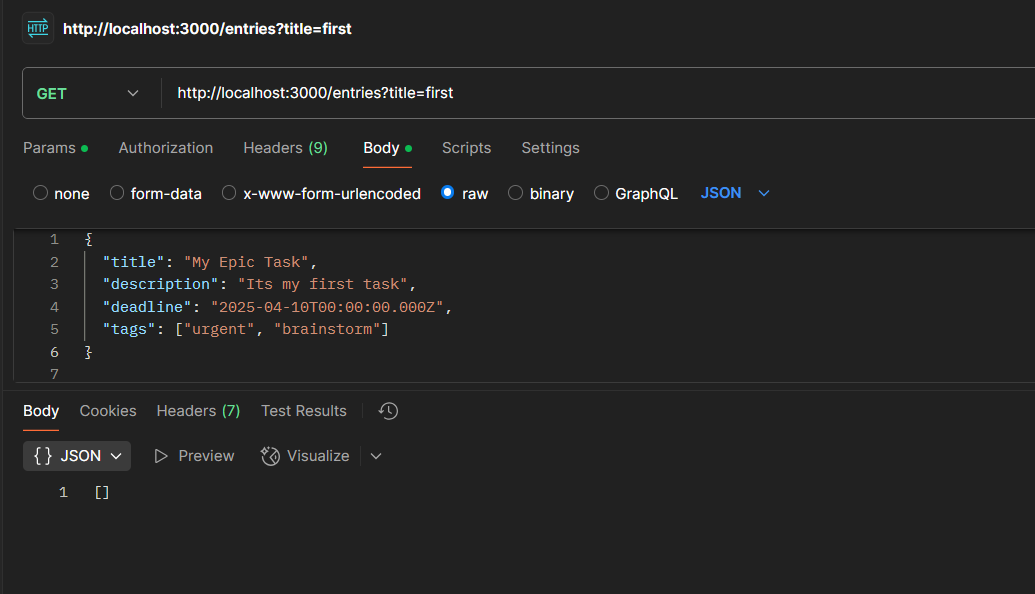 HTTP http://localhost:3000/entries?title=first
GET http://localhost:3000/entries?title=first
Params Authorization Headers (9) Body Scripts Settings
none form-data x-www-form-urlencoded raw binary GraphQL JSON
1 {
2 "title": "My Epic Task",
3 "description": "Its my first task",
4 "deadline": "2025-04-10T00:00:00.000Z",
5 "tags": ["urgent", "brainstorm"]
6 }
7
Body Cookies Headers (7) Test Results
{} JSON Preview Visualize
1 []